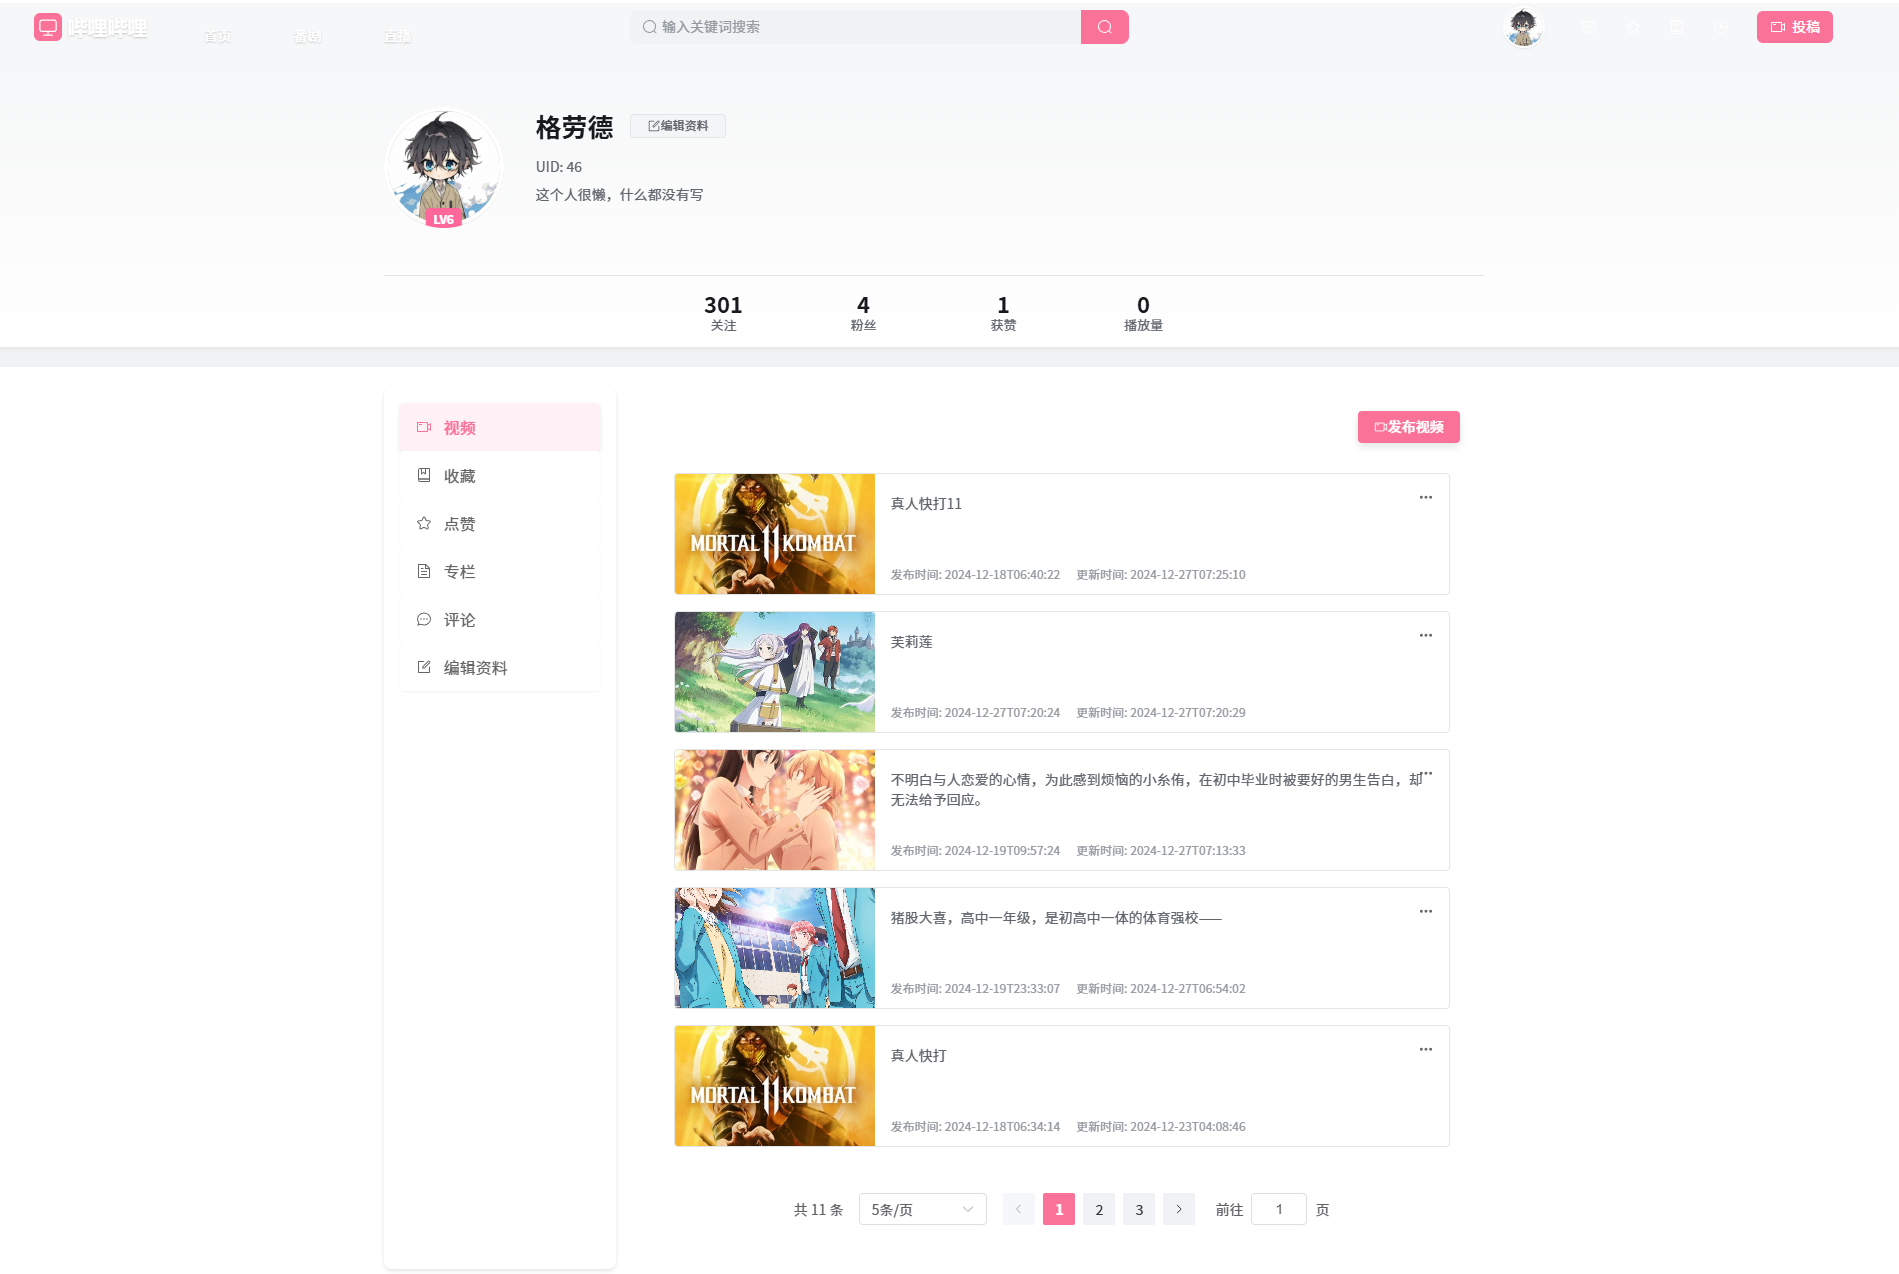 哔哩哔哩
首页
番剧
直播
输入关键词搜索
投稿
格劳德
编辑资料
UID: 46
这个人很懒，什么都没有写
LV6
301
关注
4
粉丝
1
获赞
0
播放量
视频
收藏
点赞
专栏
评论
编辑资料
发布视频
MORTAL 11 KOMBAT
真人快打11
发布时间: 2024-12-18T06:40:22 更新时间: 2024-12-27T07:25:10
芙莉莲
发布时间: 2024-12-27T07:20:24 更新时间: 2024-12-27T07:20:29
不明白与人恋爱的心情，为此感到烦恼的小糸侑，在初中毕业时被要好的男生告白，却
无法给予回应。
发布时间: 2024-12-19T09:57:24 更新时间: 2024-12-27T07:13:33
猪股大喜，高中一年级，是初高中一体的体育强校——
发布时间: 2024-12-19T23:33:07 更新时间: 2024-12-27T06:54:02
MORTAL 11 KOMBAT
真人快打
发布时间: 2024-12-18T06:34:14 更新时间: 2024-12-23T04:08:46
共 11 条 5条/页 1 2 3 前往 1 页